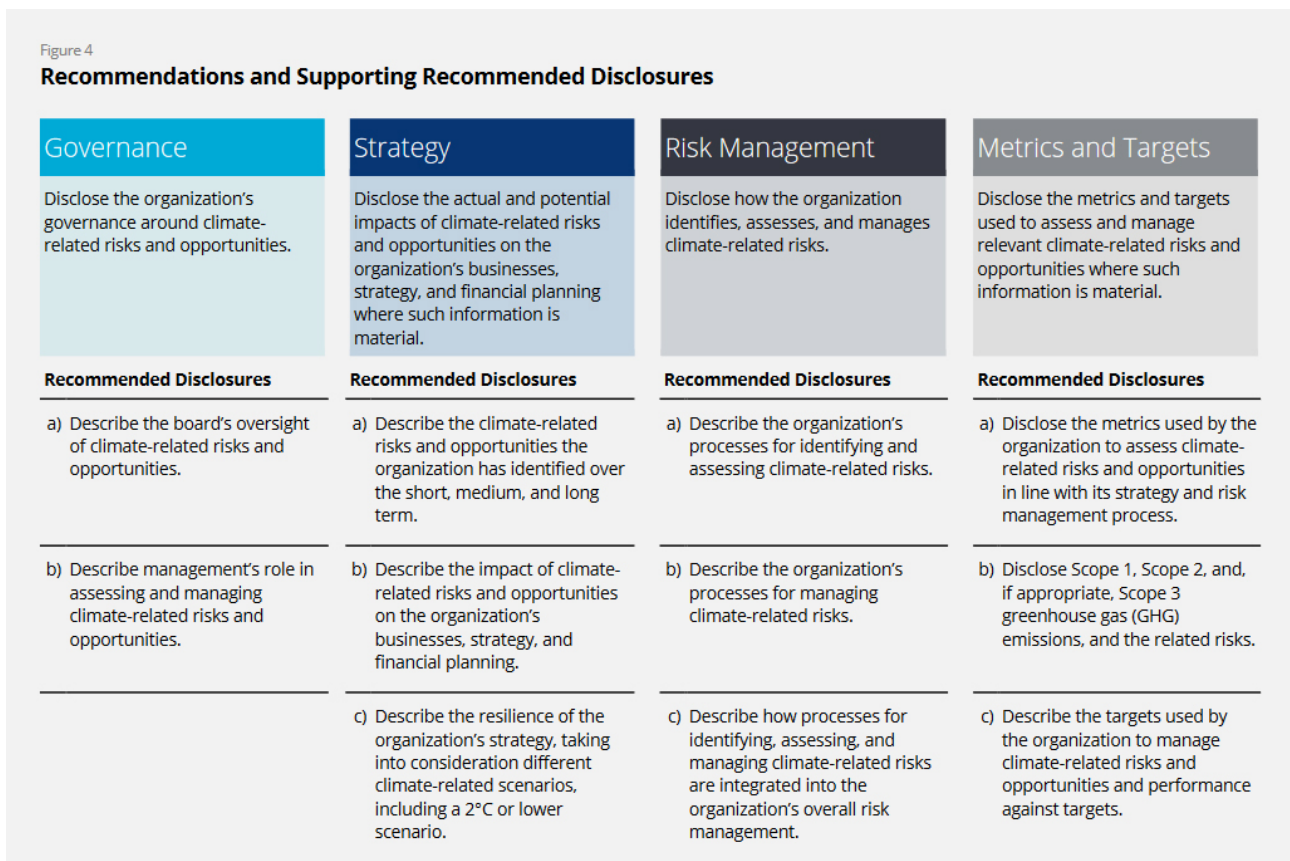 Figure 4
Recommendations and Supporting Recommended Disclosures
Governance
Disclose the organization's
governance around climate-
related risks and opportunities.
Recommended Disclosures
a) Describe the board's oversight
of climate-related risks and
opportunities.
b) Describe management's role in
assessing and managing
climate-related risks and
opportunities.
Strategy
Disclose the actual and potential
impacts of climate-related risks
and opportunities on the
organization's businesses,
strategy, and financial planning
where such information is
material.
Recommended Disclosures
a) Describe the climate-related
risks and opportunities the
organization has identified over
the short, medium, and long
term.
b) Describe the impact of climate-
related risks and opportunities
on the organization's
businesses, strategy, and
financial planning.
c) Describe the resilience of the
organization's strategy, taking
into consideration different
climate-related scenarios,
including a 2°C or lower
scenario.
Risk Management
Disclose how the organization
identifies, assesses, and manages
climate-related risks.
Recommended Disclosures
a) Describe the organization's
processes for identifying and
assessing climate-related risks.
b) Describe the organization's
processes for managing
climate-related risks.
c) Describe how processes for
identifying, assessing, and
managing climate-related risks
are integrated into the
organization's overall risk
management.
Metrics and Targets
Disclose the metrics and targets
used to assess and manage
relevant climate-related risks and
opportunities where such
information is material.
Recommended Disclosures
a) Disclose the metrics used by the
organization to assess climate-
related risks and opportunities
in line with its strategy and risk
management process.
b) Disclose Scope 1, Scope 2, and,
if appropriate, Scope 3
greenhouse gas (GHG)
emissions, and the related risks.
c) Describe the targets used by
the organization to manage
climate-related risks and
opportunities and performance
against targets.